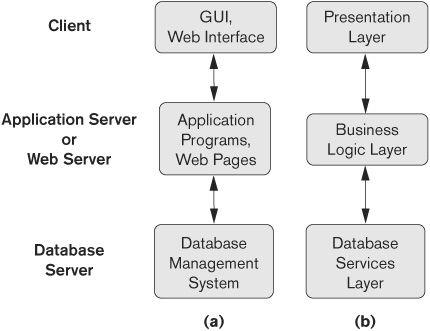 Client
GUI,
Web Interface
Presentation
Layer
Application Server
or
Web Server
Application
Programs,
Web Pages
Business
Logic Layer
Database
Server
Database
Management
System
Database
Services
Layer
(a)
(b)